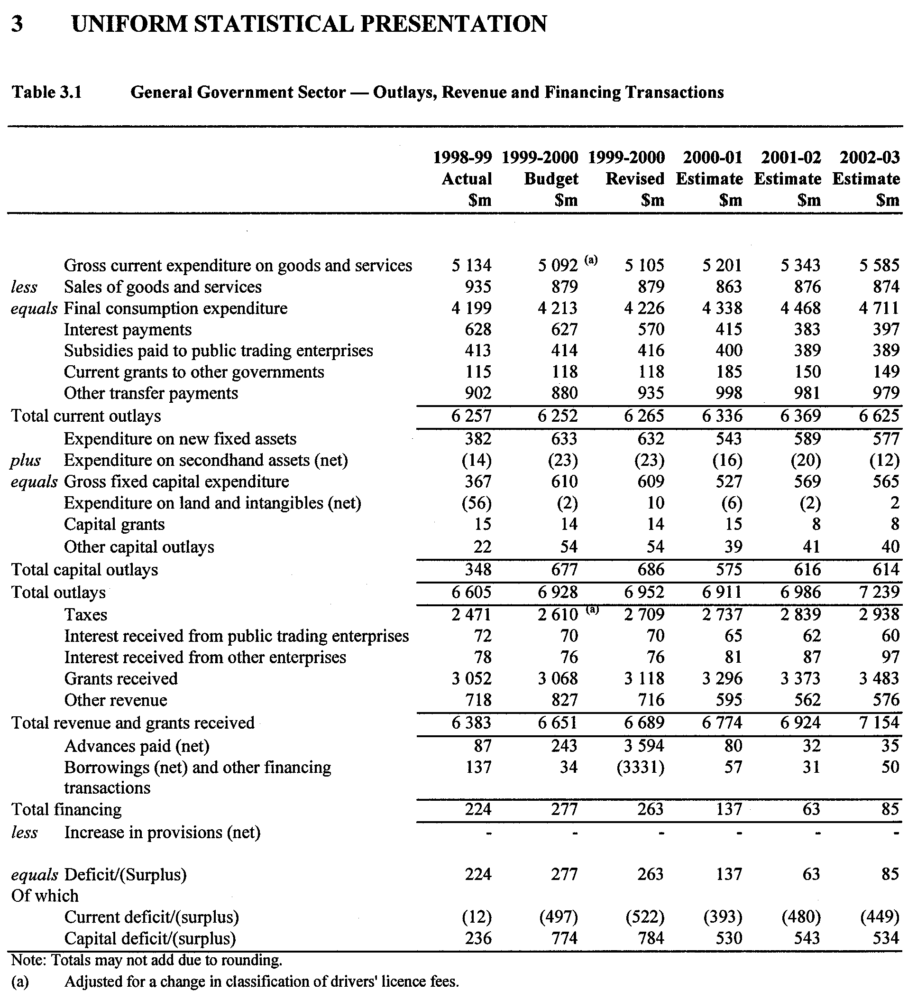 3 UNIFORM STATISTICAL PRESENTATION
Table 3.1 General Government Sector — Outlays, Revenue and Financing Transactions
1998-99 1999-2000 1999-2000 2000-01 2001-02 2002-03
Actual Budget Revised Estimate Estimate Estimate
$m $m $m $m $m $m
Gross current expenditure on goods and services 5 134 5 092 (a) 5 105 5 201 5 343 5 585
less Sales of goods and services 935 879 879 863 876 874
equals Final consumption expenditure 4 199 4 213 4 226 4 338 4 468 4 711
Interest payments 628 627 570 415 383 397
Subsidies paid to public trading enterprises 413 414 416 400 389 389
Current grants to other governments 115 118 118 185 150 149
Other transfer payments 902 880 935 998 981 979
Total current outlays 6 257 6 252 6 265 6 336 6 369 6 625
Expenditure on new fixed assets 382 633 632 543 589 577
plus Expenditure on secondhand assets (net) (14) (23) (23) (16) (20) (12)
equals Gross fixed capital expenditure 367 610 609 527 569 565
Expenditure on land and intangibles (net) (56) (2) 10 (6) (2) 2
Capital grants 15 14 14 15 8 8
Other capital outlays 22 54 54 39 41 40
Total capital outlays 348 677 686 575 616 614
Total outlays 6 605 6 928 6 952 6 911 6 986 7 239
Taxes 2 471 2 610 (a) 2 709 2 737 2 839 2 938
Interest received from public trading enterprises 72 70 70 65 62 60
Interest received from other enterprises 78 76 76 81 87 97
Grants received 3 052 3 068 3 118 3 296 3 373 3 483
Other revenue 718 827 716 595 562 576
Total revenue and grants received 6 383 6 651 6 689 6 774 6 924 7 154
Advances paid (net) 87 243 3 594 80 32 35
Borrowings (net) and other financing 137 34 (3331) 57 31 50
transactions
Total financing 224 277 263 137 63 85
less Increase in provisions (net) - - - - - -
equals Deficit/(Surplus) 224 277 263 137 63 85
Of which
Current deficit/(surplus) (12) (497) (522) (393) (480) (449)
Capital deficit/(surplus) 236 774 784 530 543 534
Note: Totals may not add due to rounding.
(a) Adjusted for a change in classification of drivers' licence fees.